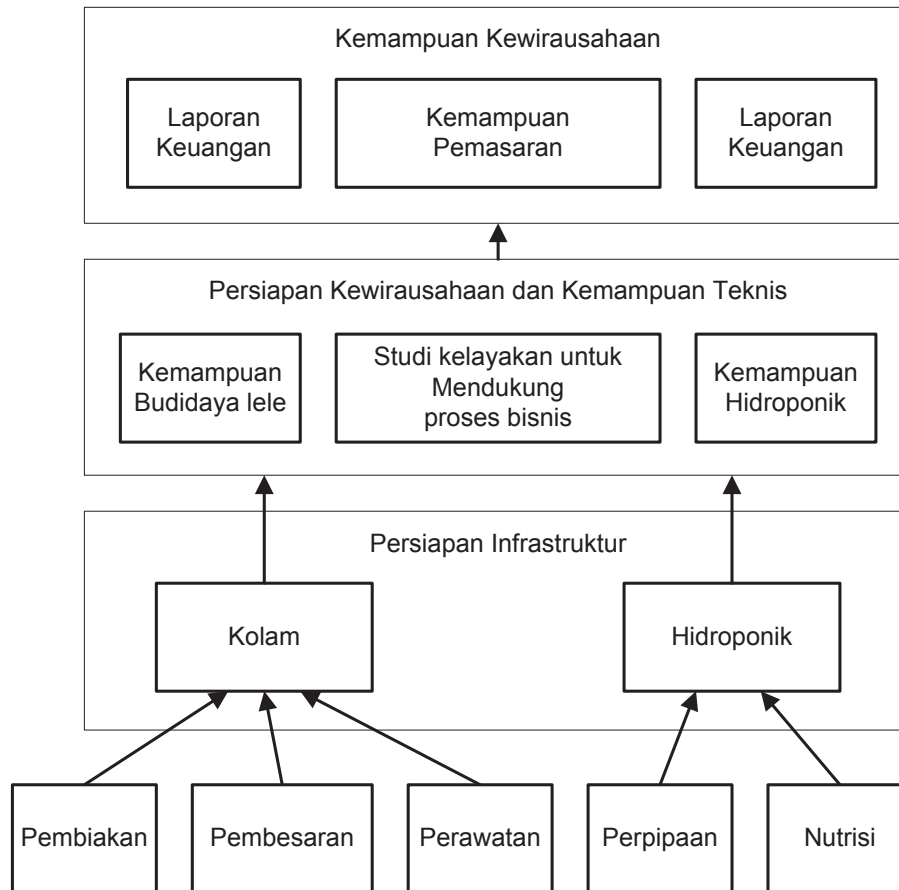 Kemampuan Kewirausahaan
Laporan
Keuangan
Kemampuan
Pemasaran
Laporan
Keuangan
Persiapan Kewirausahaan dan Kemampuan Teknis
Kemampuan
Budidaya lele
Studi kelayakan untuk
Mendukung
proses bisnis
Kemampuan
Hidroponik
Persiapan Infrastruktur
Kolam
Hidroponik
Pembiakan
Pembesaran
Perawatan
Perpipaan
Nutrisi